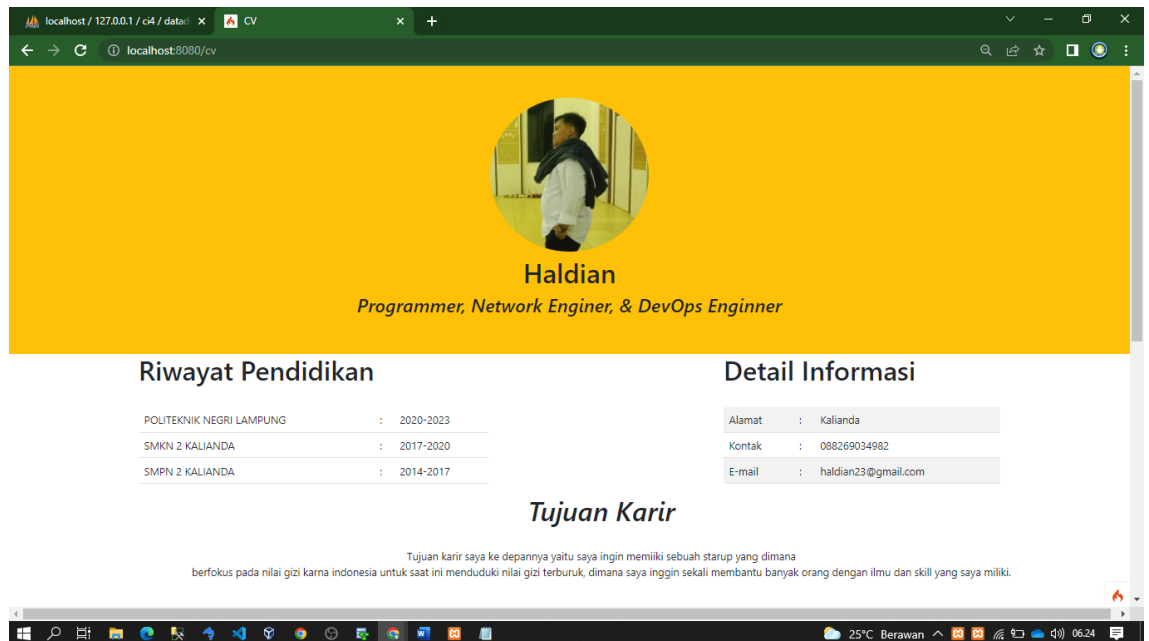 localhost / 127.0.0.1 / ci4 / datad
CV
localhost:8080/cv
Haldian
Programmer, Network Enginer, & DevOps Enginner
Riwayat Pendidikan
POLITEKNIK NEGRI LAMPUNG : 2020-2023
SMKN 2 KALIANDA : 2017-2020
SMPN 2 KALIANDA : 2014-2017
Detail Informasi
Alamat : Kalianda
Kontak : 088269034982
E-mail : haldian23@gmail.com
Tujuan Karir
Tujuan karir saya ke depannya yaitu saya ingin memiiki sebuah starup yang dimana
berfokus pada nilai gizi karna indonesia untuk saat ini menduduki nilai gizi terburuk, dimana saya inggin sekali membantu banyak orang dengan ilmu dan skill yang saya miliki.
25°C Berawan 06.24